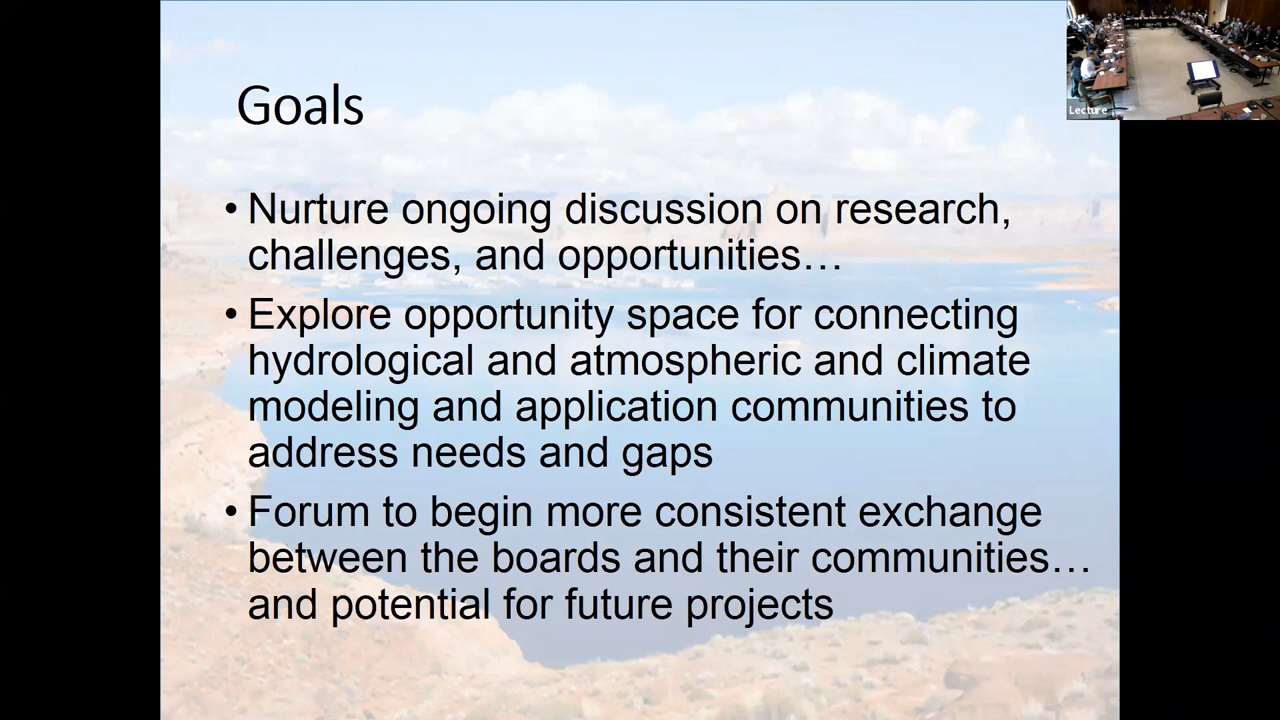 Goals
• Nurture ongoing discussion on research,
challenges, and opportunities…
• Explore opportunity space for connecting
hydrological and atmospheric and climate
modeling and application communities to
address needs and gaps
• Forum to begin more consistent exchange
between the boards and their communities…
and potential for future projects
Lecture